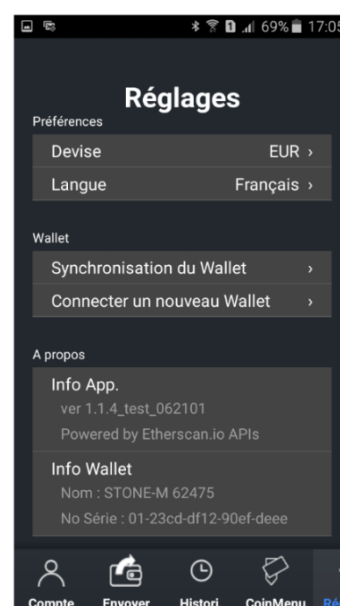 69% 17:05
Réglages
Préférences
Devise EUR ›
Langue Français ›
Wallet
Synchronisation du Wallet ›
Connecter un nouveau Wallet ›
A propos
Info App.
ver 1.1.4_test_062101
Powered by Etherscan.io APIs
Info Wallet
Nom : STONE-M 62475
No Série : 01-23cd-df12-90ef-deee
Compte Envoyer Histori CoinMenu Ré